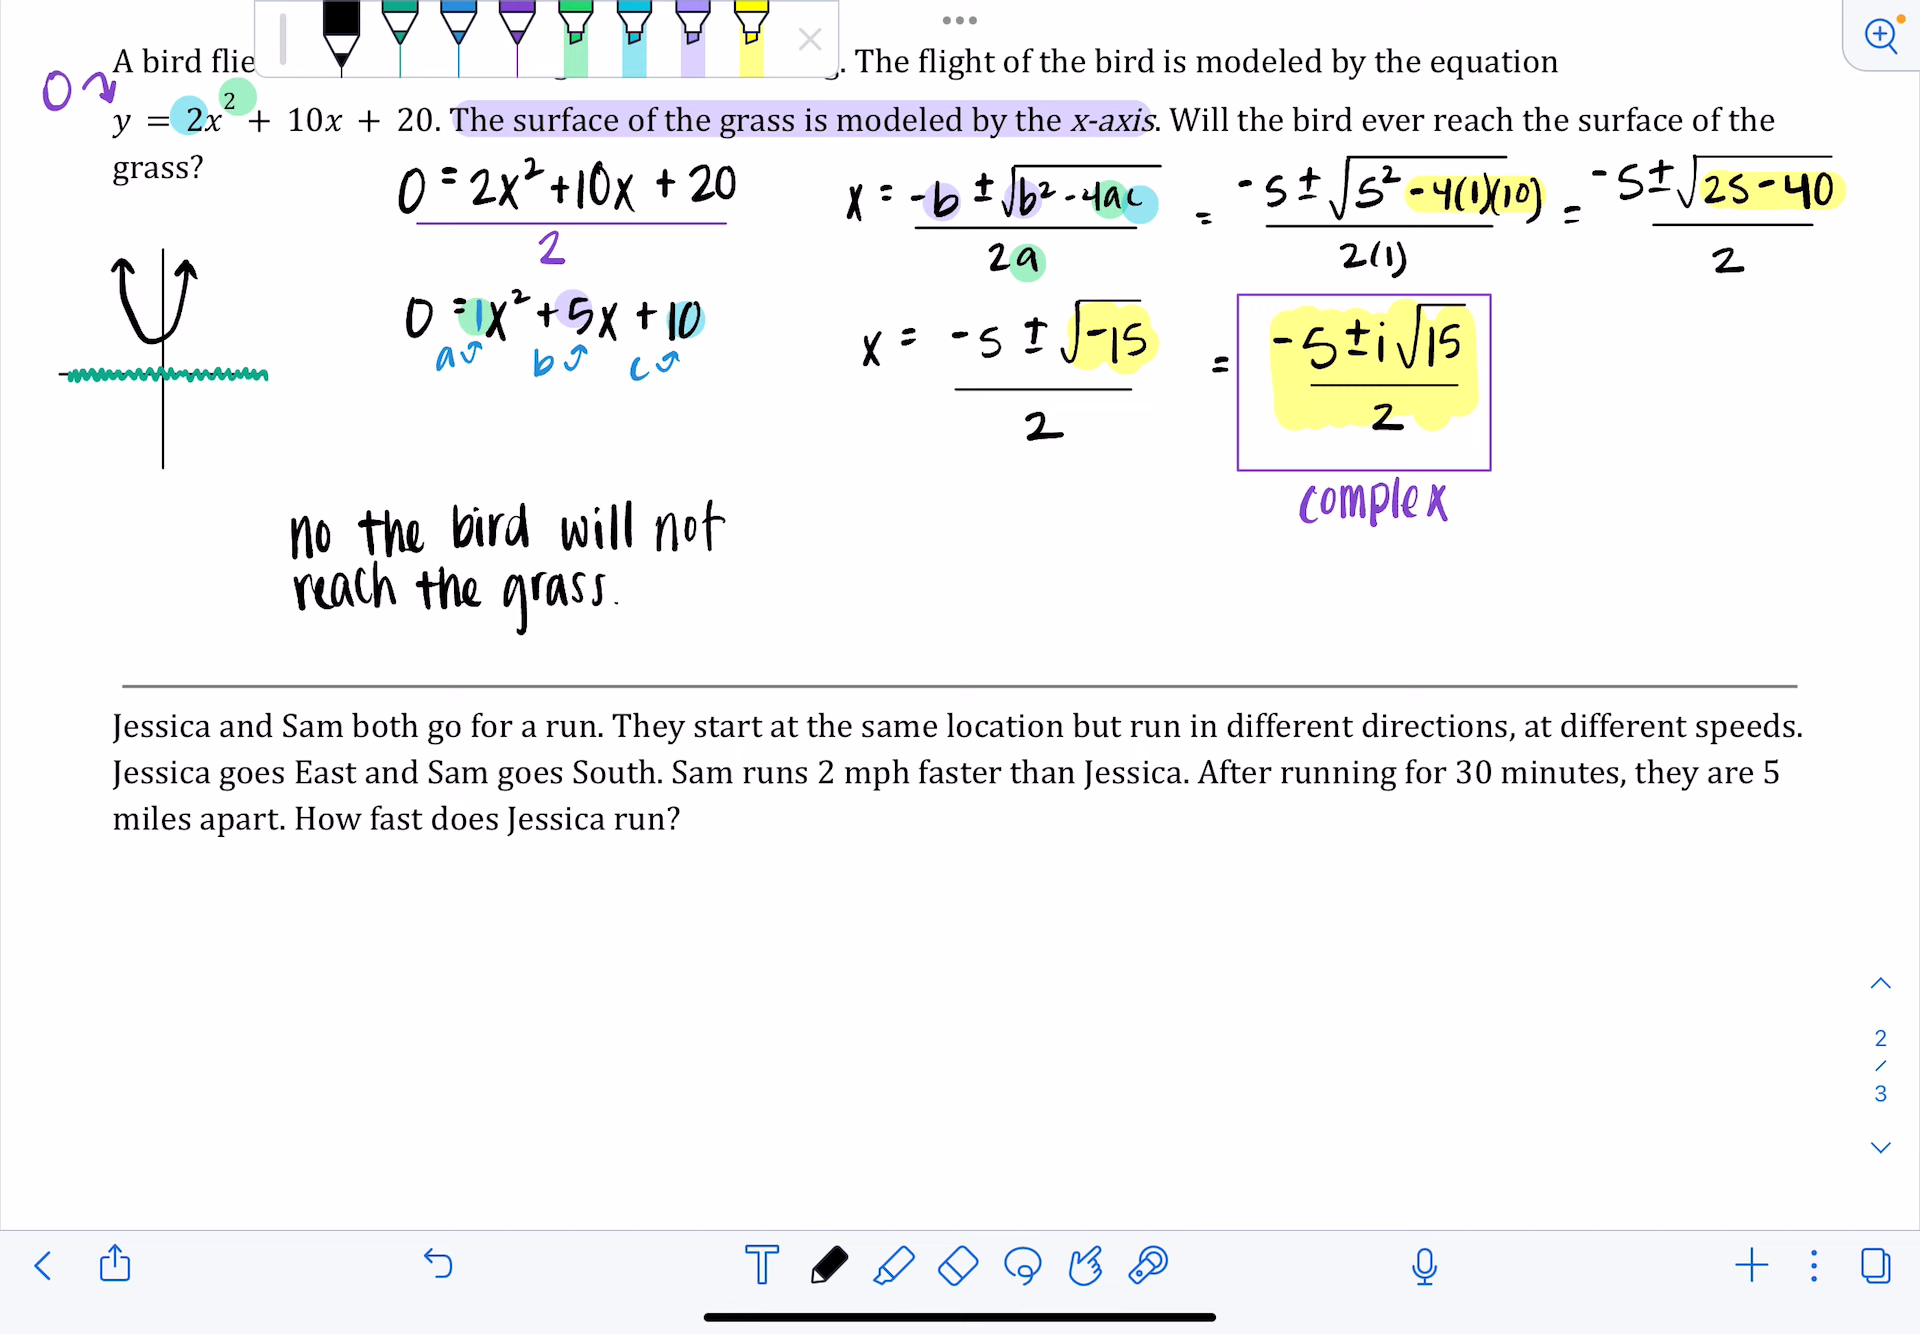 A bird flie . The flight of the bird is modeled by the equation
0
y = 2x² + 10x + 20. The surface of the grass is modeled by the x-axis. Will the bird ever reach the surface of the
grass?
0 = 2x² + 10x + 20
2
0 = 1x² + 5x + 10
a b c
x = -b ± √b² - 4ac / 2a = -5 ± √5² - 4(1)(10) / 2(1) = -5 ± √25 - 40 / 2
x = -5 ± √-15 / 2 = -5 ± i√15 / 2
complex
no the bird will not
reach the grass.
Jessica and Sam both go for a run. They start at the same location but run in different directions, at different speeds.
Jessica goes East and Sam goes South. Sam runs 2 mph faster than Jessica. After running for 30 minutes, they are 5
miles apart. How fast does Jessica run?
2
/
3
T